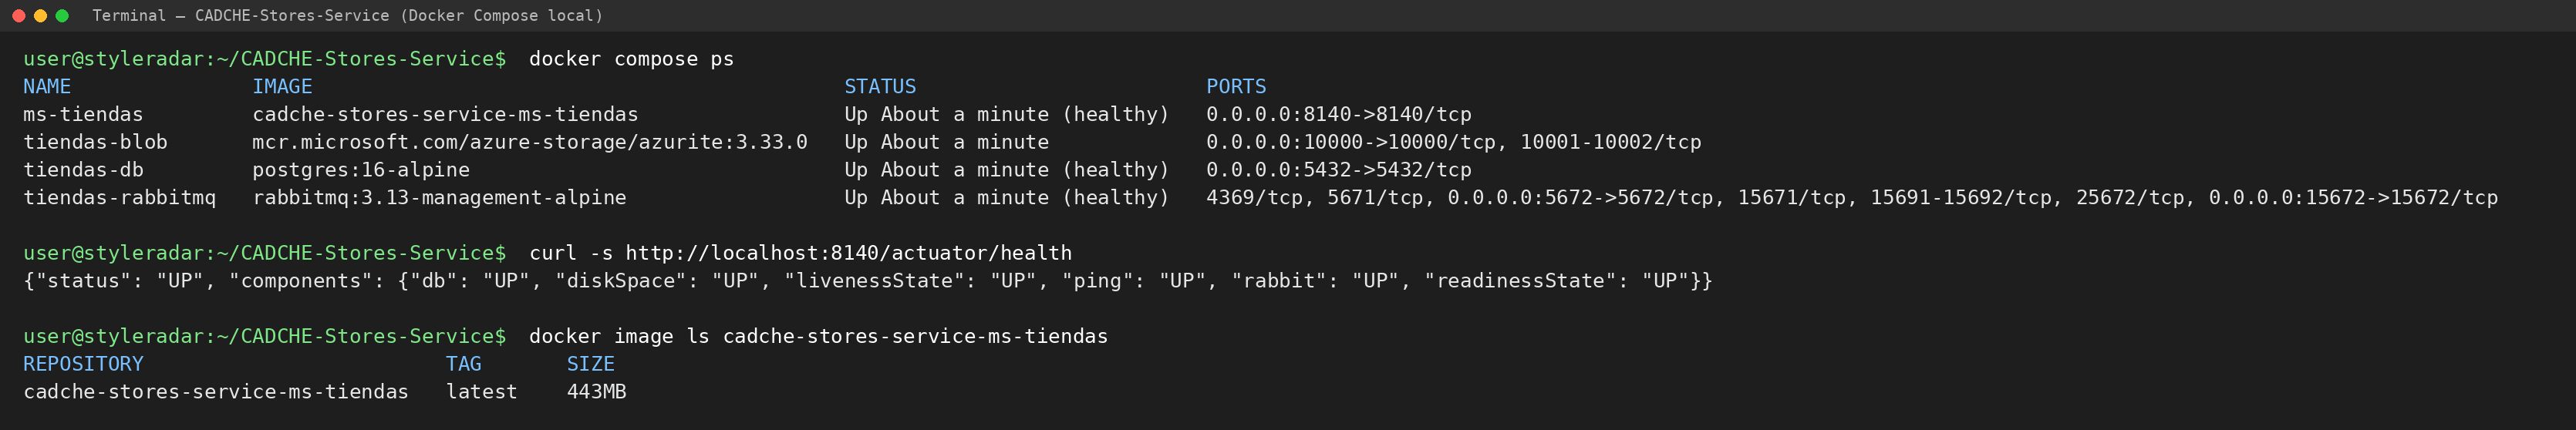 Terminal — CADCHE-Stores-Service (Docker Compose local)
user@styleradar:~/CADCHE-Stores-Service$ docker compose ps
NAME IMAGE STATUS PORTS
ms-tiendas cadche-stores-service-ms-tiendas Up About a minute (healthy) 0.0.0.0:8140->8140/tcp
tiendas-blob mcr.microsoft.com/azure-storage/azurite:3.33.0 Up About a minute 0.0.0.0:10000->10000/tcp, 10001-10002/tcp
tiendas-db postgres:16-alpine Up About a minute (healthy) 0.0.0.0:5432->5432/tcp
tiendas-rabbitmq rabbitmq:3.13-management-alpine Up About a minute (healthy) 4369/tcp, 5671/tcp, 0.0.0.0:5672->5672/tcp, 15671/tcp, 15691-15692/tcp, 25672/tcp, 0.0.0.0:15672->15672/tcp
user@styleradar:~/CADCHE-Stores-Service$ curl -s http://localhost:8140/actuator/health
{"status": "UP", "components": {"db": "UP", "diskSpace": "UP", "livenessState": "UP", "ping": "UP", "rabbit": "UP", "readinessState": "UP"}}
user@styleradar:~/CADCHE-Stores-Service$ docker image ls cadche-stores-service-ms-tiendas
REPOSITORY TAG SIZE
cadche-stores-service-ms-tiendas latest 443MB